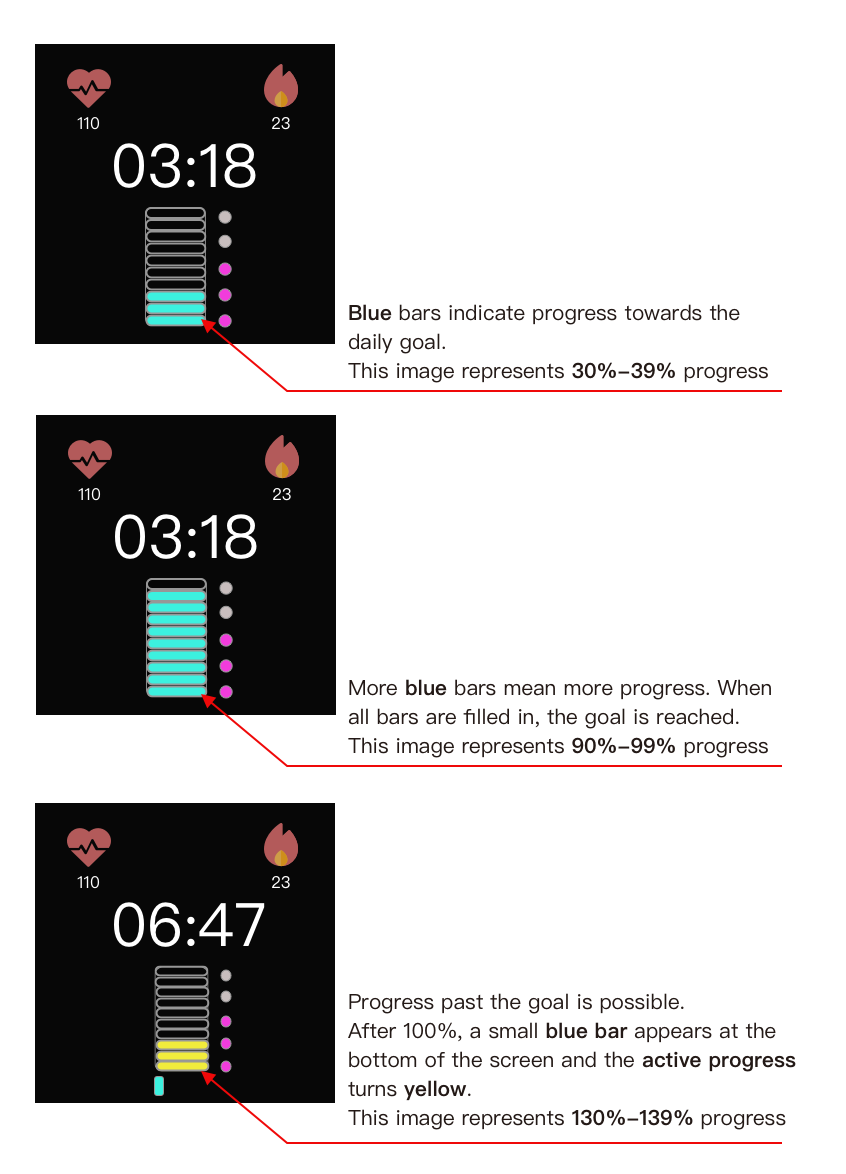 110
23
03:18
Blue bars indicate progress towards the
daily goal.
This image represents 30%–39% progress
110
23
03:18
More blue bars mean more progress. When
all bars are filled in, the goal is reached.
This image represents 90%–99% progress
110
23
06:47
Progress past the goal is possible.
After 100%, a small blue bar appears at the
bottom of the screen and the active progress
turns yellow.
This image represents 130%–139% progress